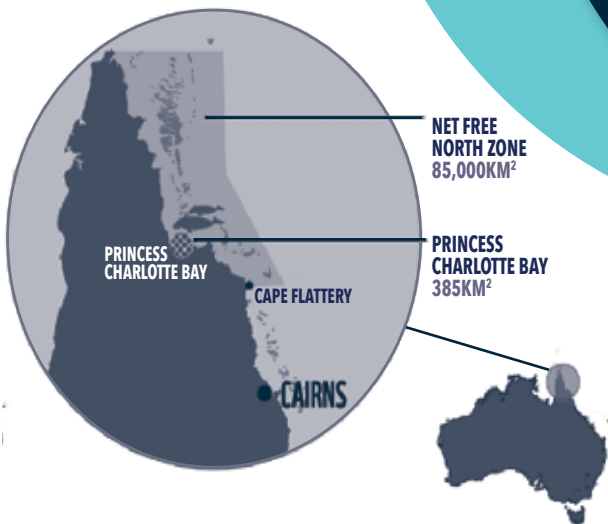 NET FREE
NORTH ZONE
85,000KM²
PRINCESS
CHARLOTTE BAY
PRINCESS
CHARLOTTE BAY
385KM²
CAPE FLATTERY
CAIRNS